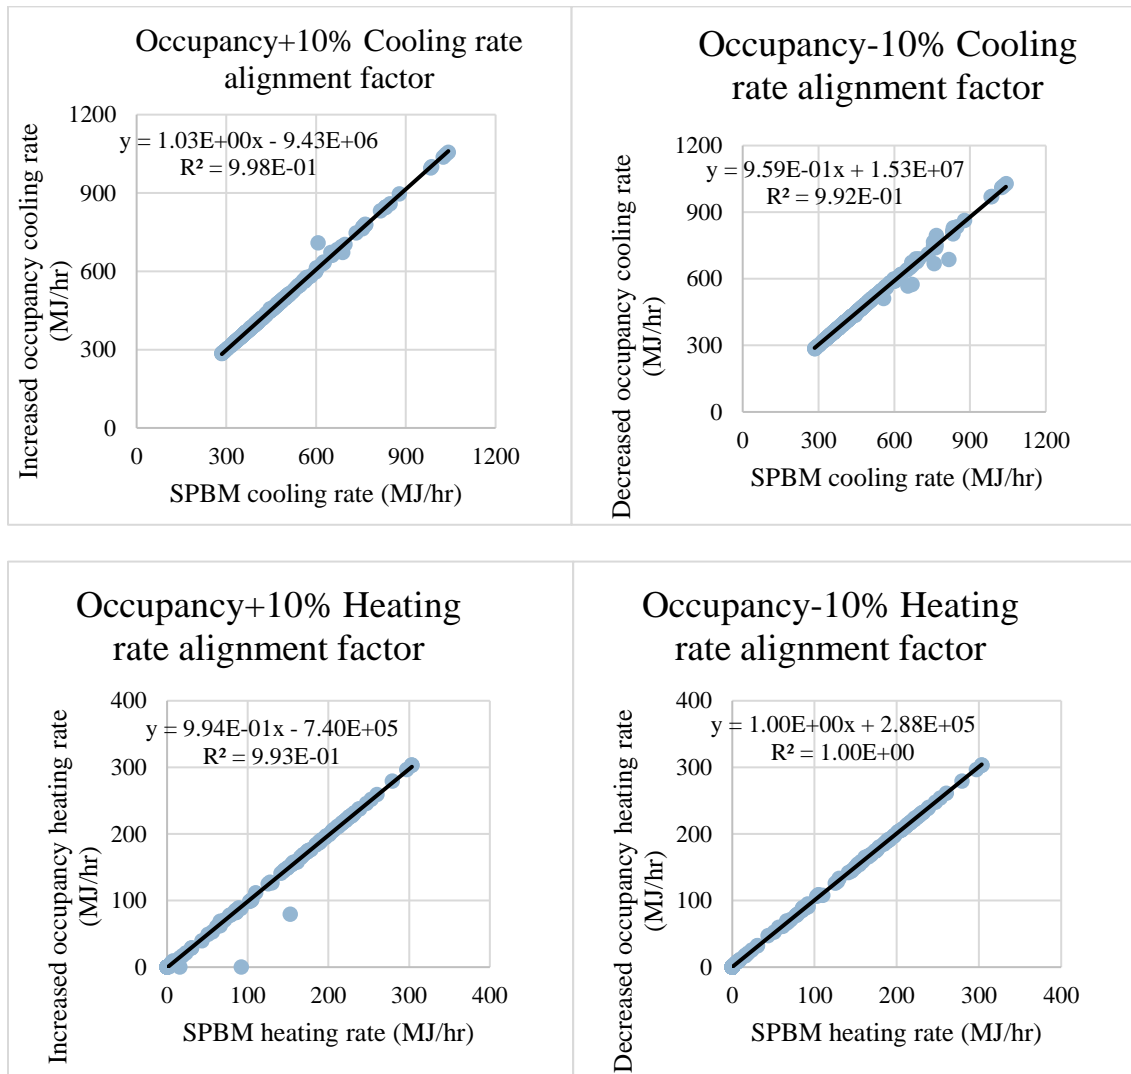 Occupancy+10% Cooling rate
alignment factor
Increased occupancy cooling rate
(MJ/hr)
1200
900
600
300
0
y = 1.03E+00x - 9.43E+06
R² = 9.98E-01
0 300 600 900 1200
SPBM cooling rate (MJ/hr)
Occupancy-10% Cooling
rate alignment factor
Decreased occupancy cooling rate
(MJ/hr)
1200
900
600
300
0
y = 9.59E-01x + 1.53E+07
R² = 9.92E-01
0 300 600 900 1200
SPBM cooling rate (MJ/hr)
Occupancy+10% Heating
rate alignment factor
Increased occupancy heating rate
(MJ/hr)
400
300
200
100
0
y = 9.94E-01x - 7.40E+05
R² = 9.93E-01
0 100 200 300 400
SPBM heating rate (MJ/hr)
Occupancy-10% Heating
rate alignment factor
Decreased occupancy heating rate
(MJ/hr)
400
300
200
100
0
y = 1.00E+00x + 2.88E+05
R² = 1.00E+00
0 100 200 300 400
SPBM heating rate (MJ/hr)